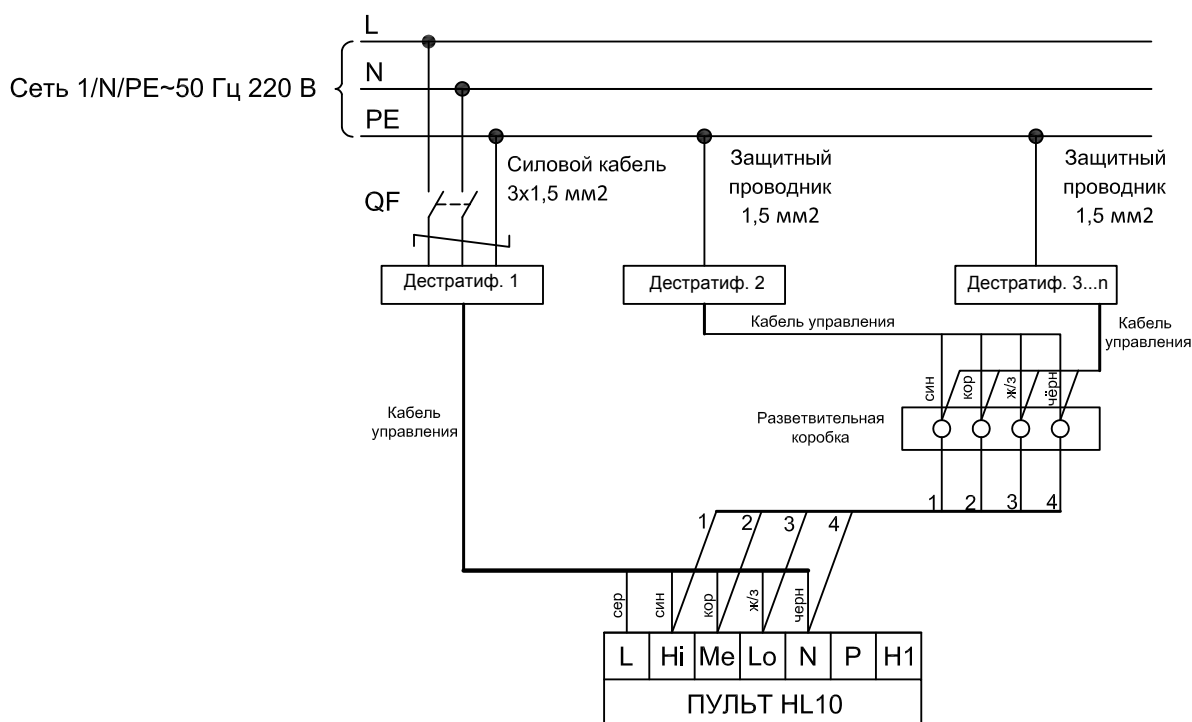 L
Сеть 1/N/PE~50 Гц 220 В
N
PE
Силовой кабель
3х1,5 мм2
Защитный
проводник
1,5 мм2
Защитный
проводник
1,5 мм2
QF
Дестратиф. 1
Дестратиф. 2
Дестратиф. 3...n
Кабель управления
Кабель
управления
син
кор
ж/з
чёрн
Кабель
управления
Разветвительная
коробка
1 2 3 4
1 2 3 4
сер
син
кор
ж/з
черн
L Hi Me Lo N P H1
ПУЛЬТ HL10